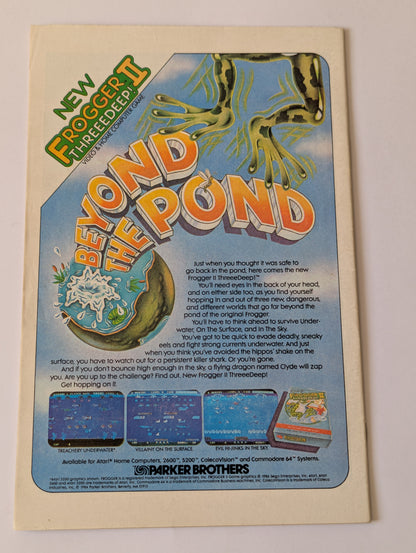 NEW
FROGGER II
THREEEDEEP!™
VIDEO & HOME COMPUTER GAME
BEYOND
THE POND
Just when you thought it was safe to
go back in the pond, here comes the new
Frogger II ThreeeDeep!™
You'll need eyes in the back of your head,
and on either side too, as you find yourself
hopping in and out of three new, dangerous,
and different worlds that go far beyond
the pond of the original Frogger.
You'll have to think ahead to survive Under-
water, On The Surface, and In The Sky.
You've got to be quick to evade deadly, sneaky
eels and fight strong currents underwater. And just
when you think you've avoided the hippos' shake on the
surface, you have to watch out for a persistent killer shark. Or you're gone.
And if you don't bounce high enough in the sky, a flying dragon named Clyde will zap
you. Are you up to the challenge? Find out. New Frogger II ThreeeDeep!
Get hopping on it.
TREACHERY UNDERWATER*
VILLAINY ON THE SURFACE
EVIL HI-JINKS IN THE SKY
Available for Atari® Home Computers, 2600™, 5200™, ColecoVision™ and Commodore 64™ Systems.
PARKER BROTHERS